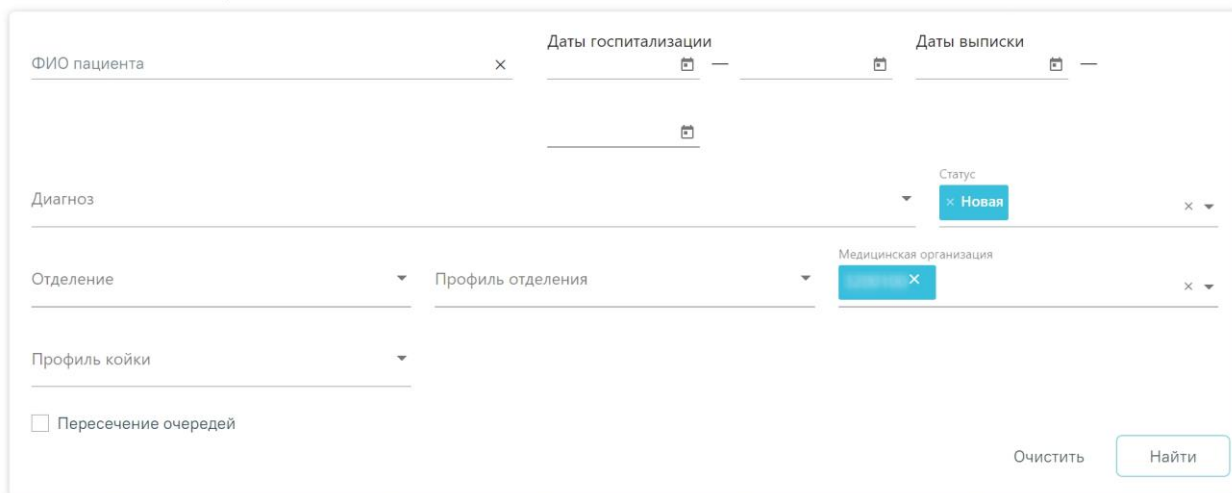 Даты госпитализации Даты выписки
ФИО пациента × — —
Статус
Диагноз × Новая ×
Медицинская организация
Отделение Профиль отделения × ×
Профиль койки
Пересечение очередей
Очистить Найти